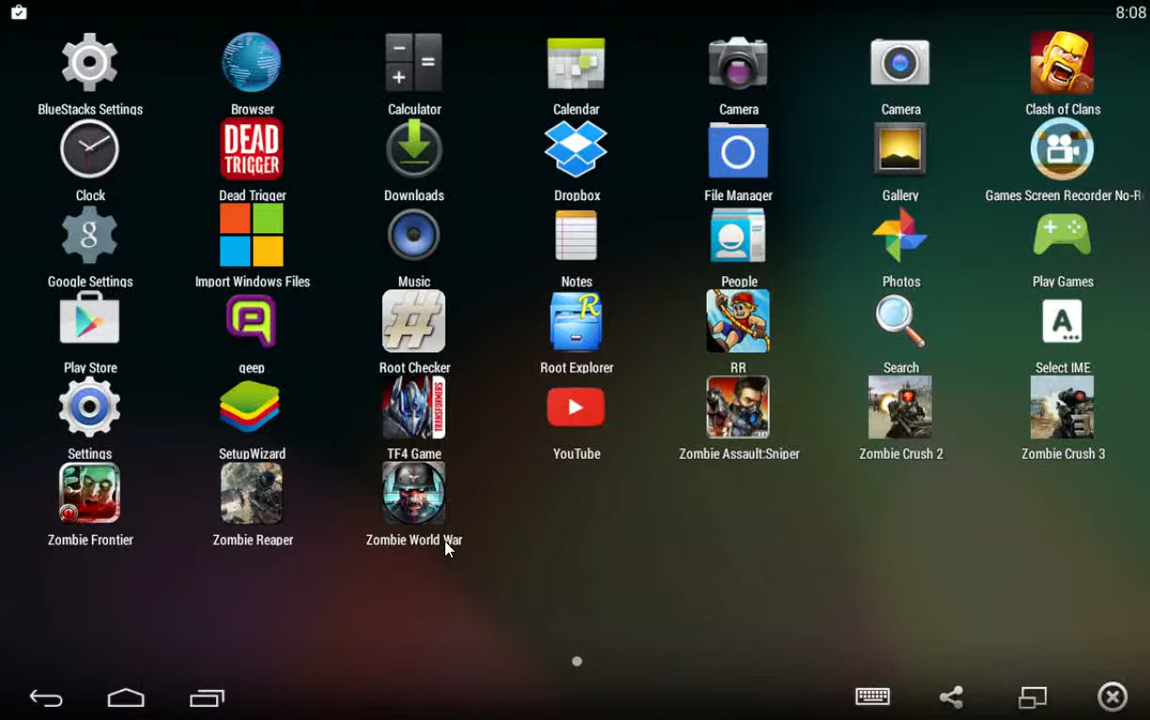 8:08
BlueStacks Settings
Browser
Calculator
Calendar
Camera
Camera
Clash of Clans
DEAD
TRIGGER
Clock
Dead Trigger
Downloads
Dropbox
File Manager
Gallery
Games Screen Recorder No-R
g
Google Settings
Import Windows Files
Music
Notes
People
Photos
Play Games
#
R
A
Play Store
qeep
Root Checker
Root Explorer
RR
Search
Select IME
TRANSFORMERS
Settings
SetupWizard
TF4 Game
YouTube
Zombie Assault:Sniper
Zombie Crush 2
Zombie Crush 3
Zombie Frontier
Zombie Reaper
Zombie World War